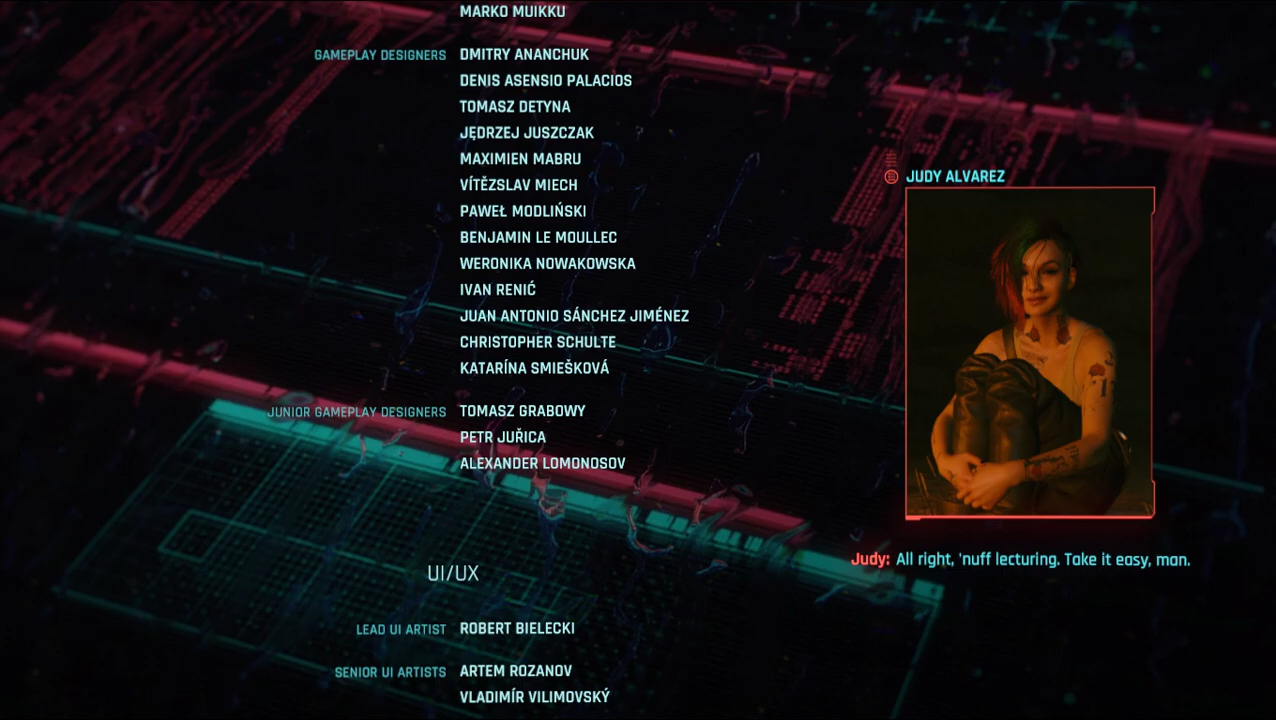 MARKO MUIKKU
GAMEPLAY DESIGNERS DMITRY ANANCHUK
DENIS ASENSIO PALACIOS
TOMASZ DETYNA
JĘDRZEJ JUSZCZAK
MAXIMIEN MABRU
VÍTĚZSLAV MIECH
PAWEŁ MODLIŃSKI
BENJAMIN LE MOULLEC
WERONIKA NOWAKOWSKA
IVAN RENIĆ
JUAN ANTONIO SÁNCHEZ JIMÉNEZ
CHRISTOPHER SCHULTE
KATARÍNA SMIEŠKOVÁ
JUNIOR GAMEPLAY DESIGNERS TOMASZ GRABOWY
PETR JUŘICA
ALEXANDER LOMONOSOV
UI/UX
LEAD UI ARTIST ROBERT BIELECKI
SENIOR UI ARTISTS ARTEM ROZANOV
VLADIMÍR VILIMOVSKÝ
JUDY ALVAREZ
Judy: All right, 'nuff lecturing. Take it easy, man.